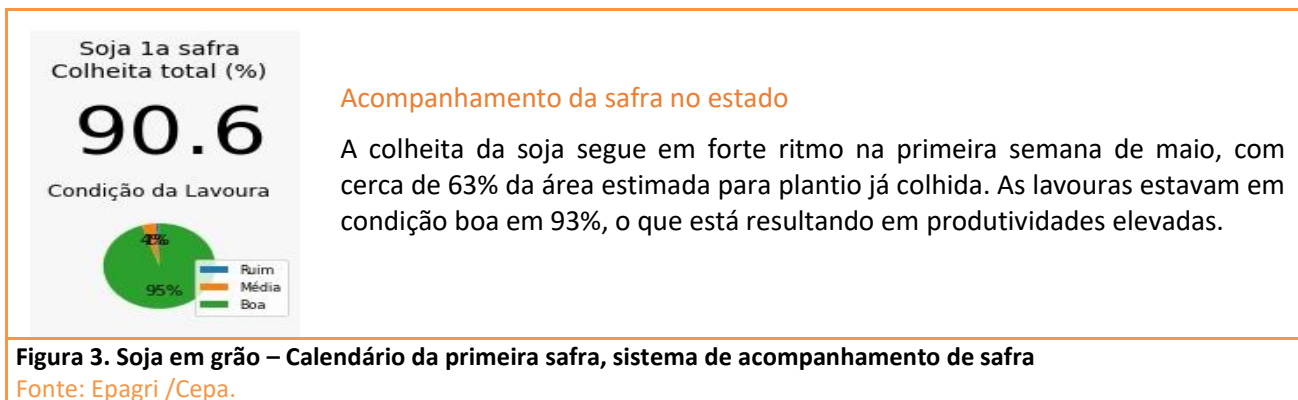 Soja 1a safra
Colheita total (%)
90.6
Condição da Lavoura
95%
Ruim
Média
Boa
Acompanhamento da safra no estado
A colheita da soja segue em forte ritmo na primeira semana de maio, com
cerca de 63% da área estimada para plantio já colhida. As lavouras estavam em
condição boa em 93%, o que está resultando em produtividades elevadas.
Figura 3. Soja em grão – Calendário da primeira safra, sistema de acompanhamento de safra
Fonte: Epagri /Cepa.